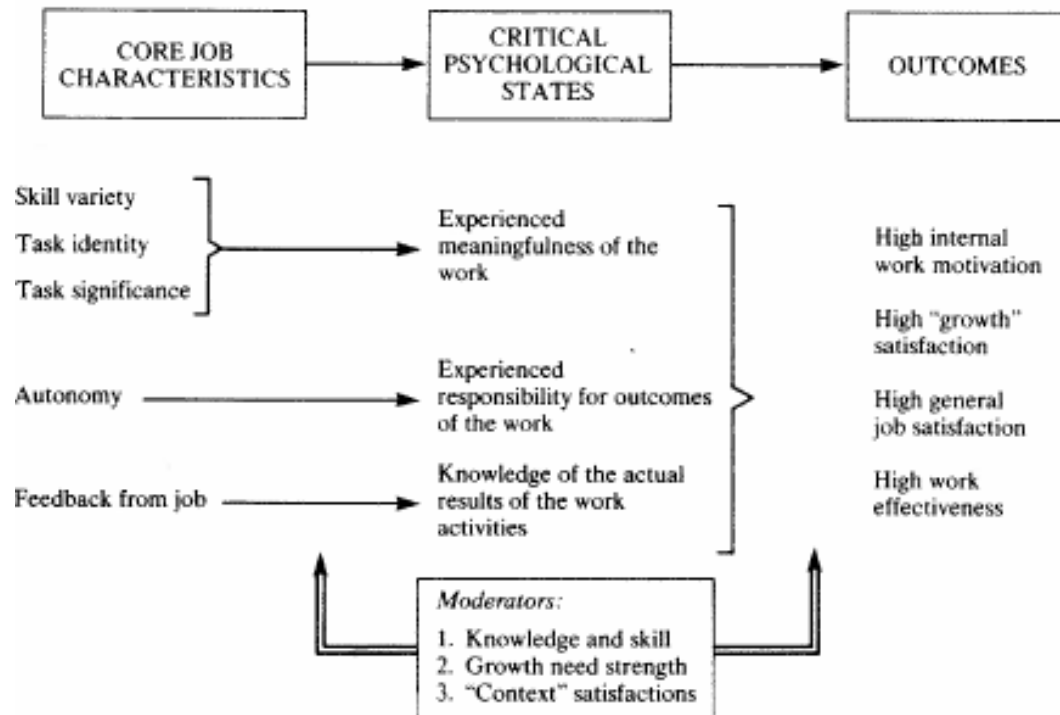 CORE JOB
CHARACTERISTICS
CRITICAL
PSYCHOLOGICAL
STATES
OUTCOMES
Skill variety
Task identity
Task significance
Experienced
meaningfulness of the
work
Autonomy
Experienced
responsibility for outcomes
of the work
Feedback from job
Knowledge of the actual
results of the work
activities
High internal
work motivation
High “growth”
satisfaction
High general
job satisfaction
High work
effectiveness
Moderators:
1. Knowledge and skill
2. Growth need strength
3. “Context” satisfactions